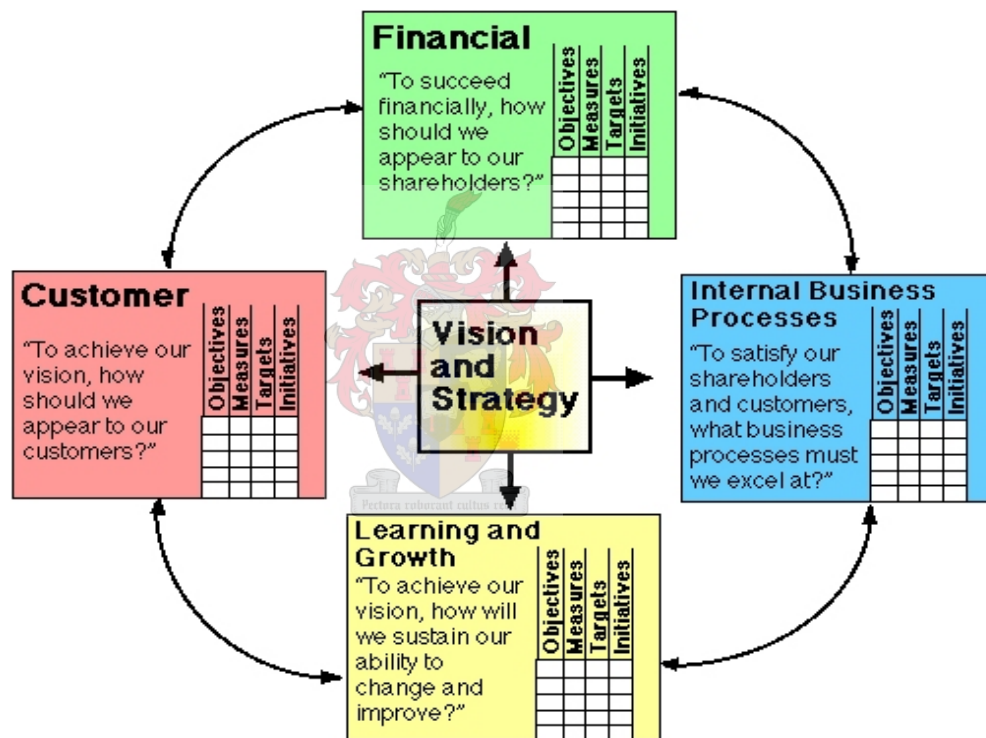 Financial
“To succeed
financially, how
should we
appear to our
shareholders?”
Objectives
Measures
Targets
Initiatives
Customer
“To achieve our
vision, how
should we
appear to our
customers?”
Objectives
Measures
Targets
Initiatives
Vision
and
Strategy
Internal Business
Processes
“To satisfy our
shareholders
and customers,
what business
processes must
we excel at?”
Objectives
Measures
Targets
Initiatives
Pectora roborant cultus
Learning and
Growth
“To achieve our
vision, how will
we sustain our
ability to
change and
improve?”
Objectives
Measures
Targets
Initiatives